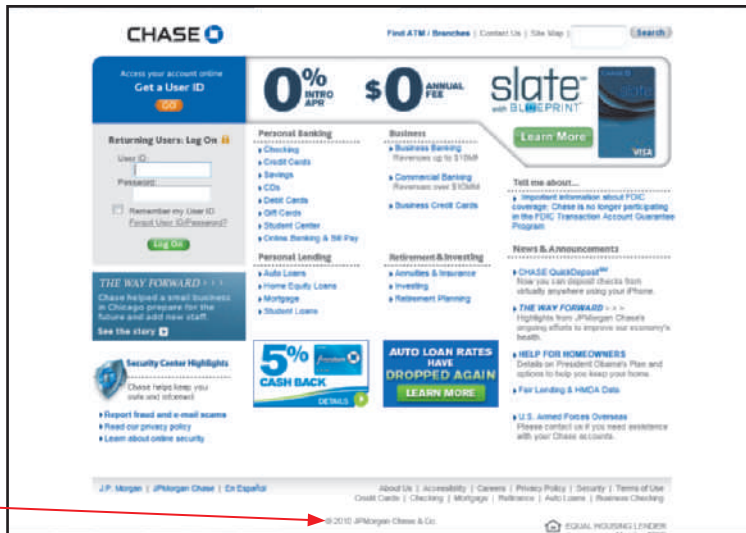 CHASE
Find ATM / Branches | Contact Us | Site Map |
Search
Access your account online
Get a User ID
GO
0% INTRO APR
$0 ANNUAL FEE
slate
with BLUEPRINT
Learn More
slate
VISA
Returning Users: Log On
User ID:
Password:
Remember my User ID
Forgot User ID/Password?
Log On
Personal Banking
Checking
Credit Cards
Savings
CDs
Debit Cards
Gift Cards
Student Center
Online Banking & Bill Pay
Personal Lending
Auto Loans
Home Equity Loans
Mortgage
Student Loans
Business
Business Banking
Revenues up to $10MM
Commercial Banking
Revenues over $10MM
Business Credit Cards
Retirement & Investing
Annuities & Insurance
Investing
Retirement Planning
Tell me about...
Important information about FDIC
coverage: Chase is no longer participating
in the FDIC Transaction Account Guarantee
Program
News & Announcements
CHASE QuickDeposit
Now you can deposit checks from
virtually anywhere using your iPhone.
THE WAY FORWARD > > >
Highlights from JPMorgan Chase's
ongoing efforts to improve our economy's
health.
HELP FOR HOMEOWNERS
Details on President Obama's Plan and
options to help you keep your home.
Fair Lending & HMDA Data
U.S. Armed Forces Overseas
Please contact us if you need assistance
with your Chase accounts.
THE WAY FORWARD > > >
Chase helped a small business
in Chicago prepare for the
future and add new staff.
See the story
Security Center Highlights
Chase helps keep you
safe and informed
Report fraud and e-mail scams
Read our privacy policy
Learn about online security
5%
CASH BACK
freedom
DETAILS
AUTO LOAN RATES
HAVE
DROPPED AGAIN
LEARN MORE
J.P. Morgan | JPMorgan Chase | En Español
About Us | Accessibility | Careers | Privacy Policy | Security | Terms of Use
Credit Cards | Checking | Mortgage | Refinance | Auto Loans | Business Checking
© 2010 JPMorgan Chase & Co.
EQUAL HOUSING LENDER